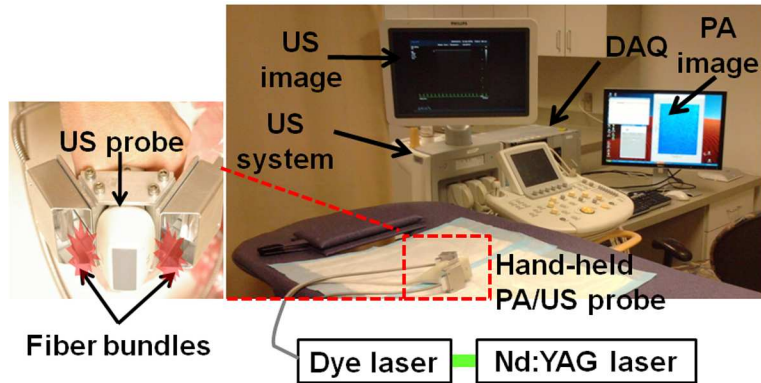 US
image
DAQ
PA
image
US probe
US
system
Hand-held
PA/US probe
Fiber bundles
Dye laser
Nd:YAG laser
PHILIPS